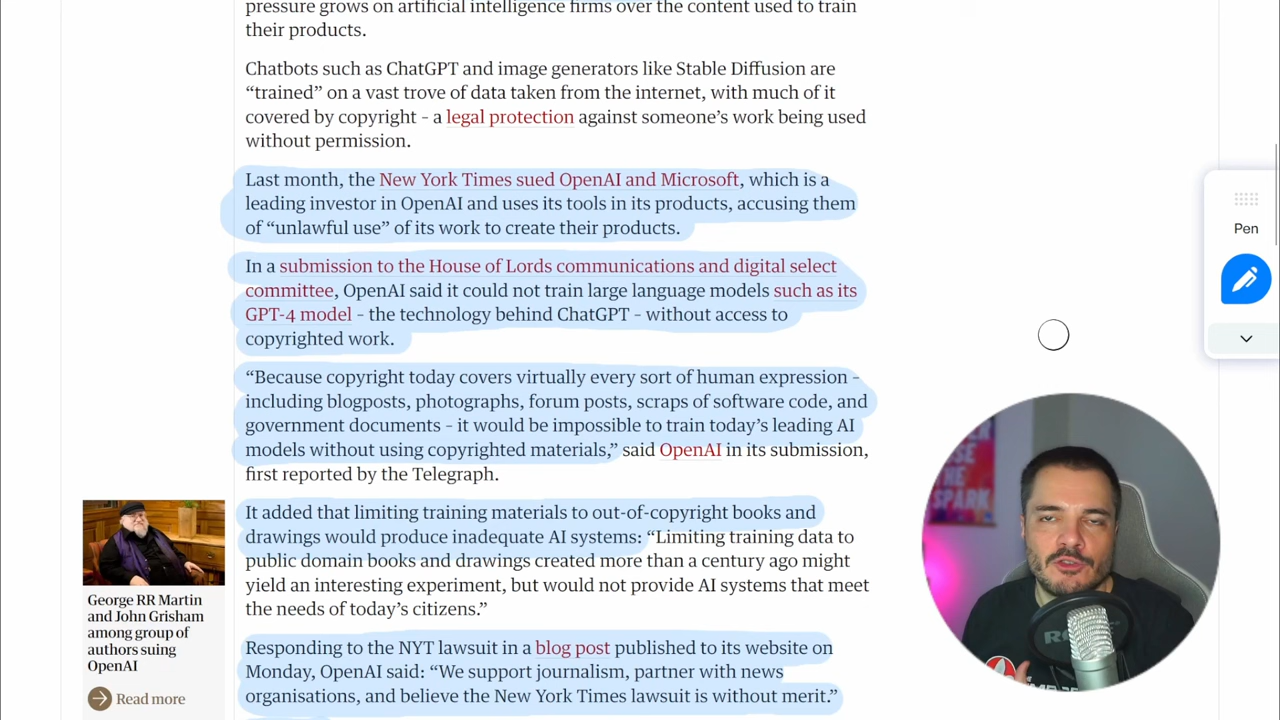 pressure grows on artificial intelligence firms over the content used to train
their products.
Chatbots such as ChatGPT and image generators like Stable Diffusion are
“trained” on a vast trove of data taken from the internet, with much of it
covered by copyright – a legal protection against someone’s work being used
without permission.
Last month, the New York Times sued OpenAI and Microsoft, which is a
leading investor in OpenAI and uses its tools in its products, accusing them
of “unlawful use” of its work to create their products.
In a submission to the House of Lords communications and digital select
committee, OpenAI said it could not train large language models such as its
GPT-4 model – the technology behind ChatGPT – without access to
copyrighted work.
“Because copyright today covers virtually every sort of human expression –
including blogposts, photographs, forum posts, scraps of software code, and
government documents – it would be impossible to train today’s leading AI
models without using copyrighted materials,” said OpenAI in its submission,
first reported by the Telegraph.
It added that limiting training materials to out-of-copyright books and
drawings would produce inadequate AI systems: “Limiting training data to
public domain books and drawings created more than a century ago might
yield an interesting experiment, but would not provide AI systems that meet
the needs of today’s citizens.”
Responding to the NYT lawsuit in a blog post published to its website on
Monday, OpenAI said: “We support journalism, partner with news
organisations, and believe the New York Times lawsuit is without merit.”
George RR Martin
and John Grisham
among group of
authors suing
OpenAI
Read more
Pen
THE
SPARK